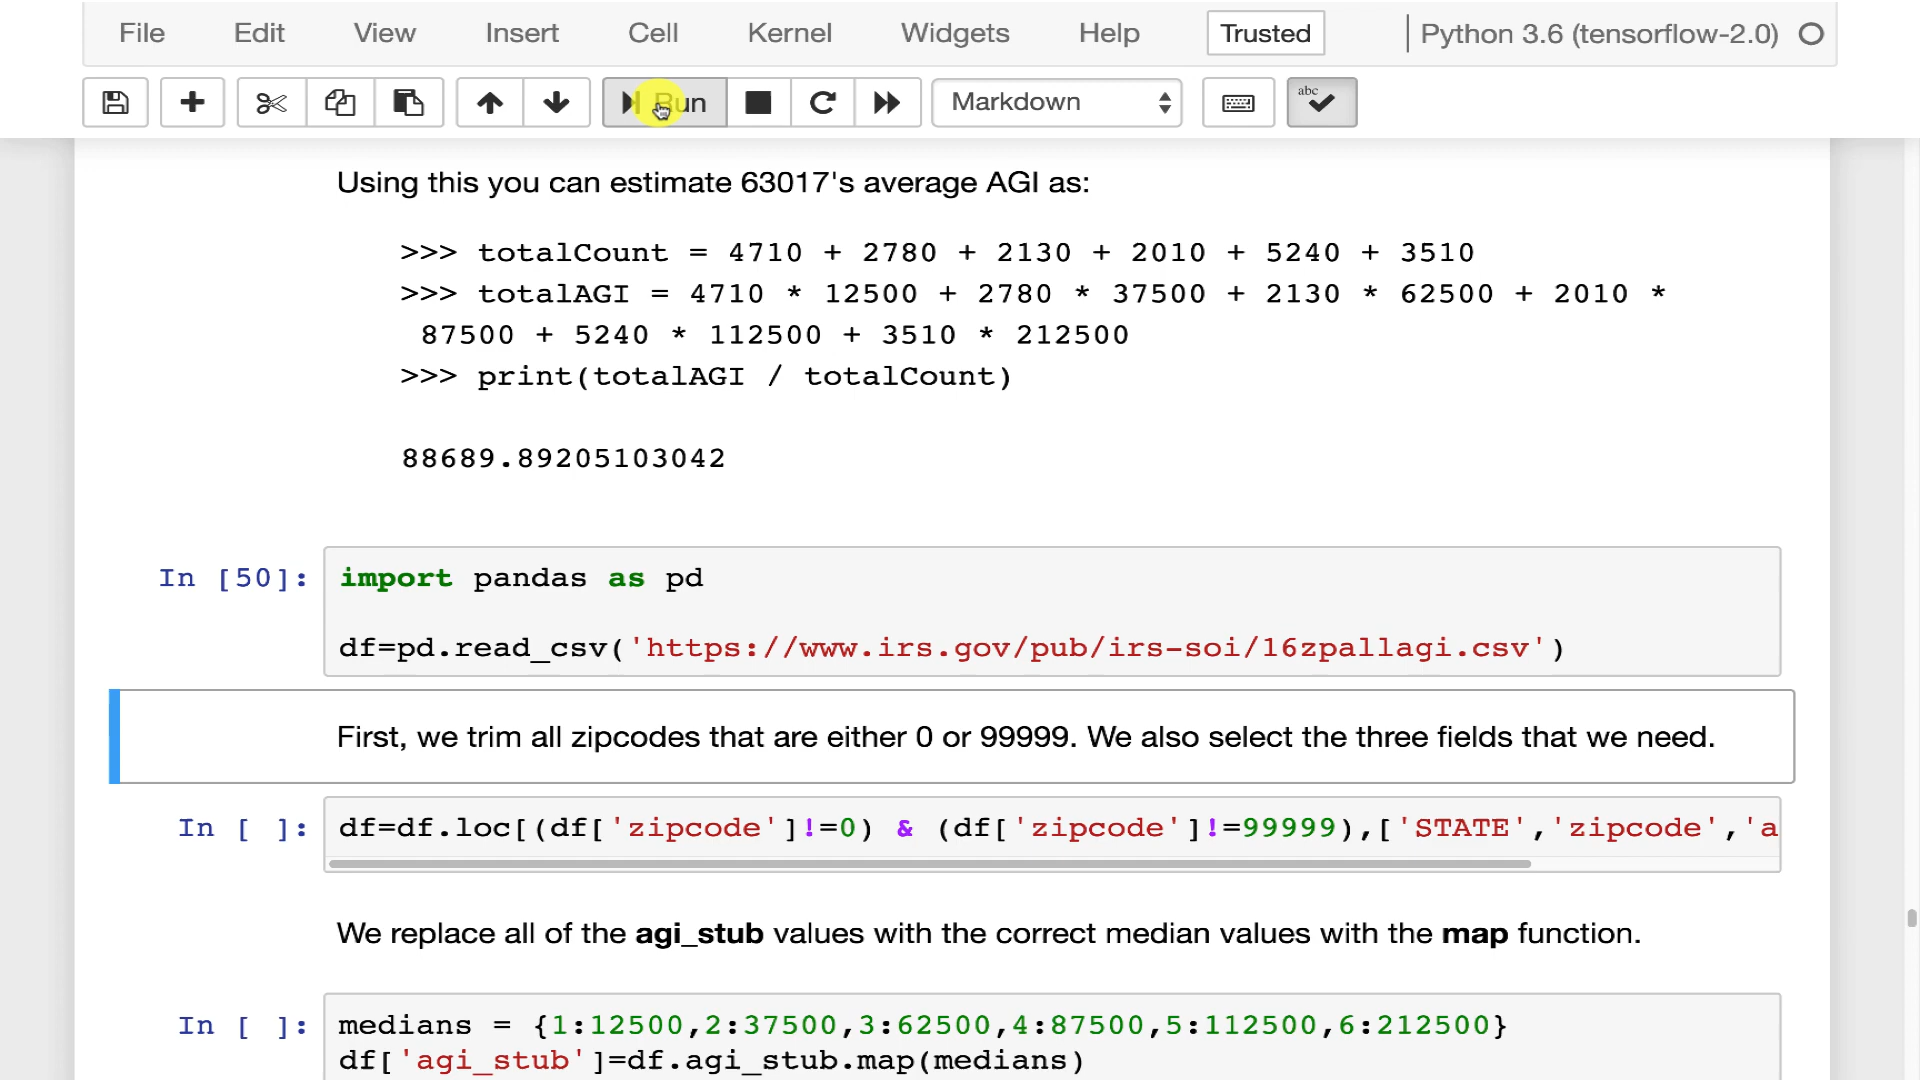 File Edit View Insert Cell Kernel Widgets Help Trusted Python 3.6 (tensorflow-2.0)
Run Markdown abc
Using this you can estimate 63017's average AGI as:
>>> totalCount = 4710 + 2780 + 2130 + 2010 + 5240 + 3510
>>> totalAGI = 4710 * 12500 + 2780 * 37500 + 2130 * 62500 + 2010 *
87500 + 5240 * 112500 + 3510 * 212500
>>> print(totalAGI / totalCount)
88689.89205103042
In [50]: import pandas as pd
df=pd.read_csv('https://www.irs.gov/pub/irs-soi/16zpallagi.csv')
First, we trim all zipcodes that are either 0 or 99999. We also select the three fields that we need.
In [ ]: df=df.loc[(df['zipcode']!=0) & (df['zipcode']!=99999),['STATE','zipcode','a
We replace all of the agi_stub values with the correct median values with the map function.
In [ ]: medians = {1:12500,2:37500,3:62500,4:87500,5:112500,6:212500}
df['agi_stub']=df.agi_stub.map(medians)